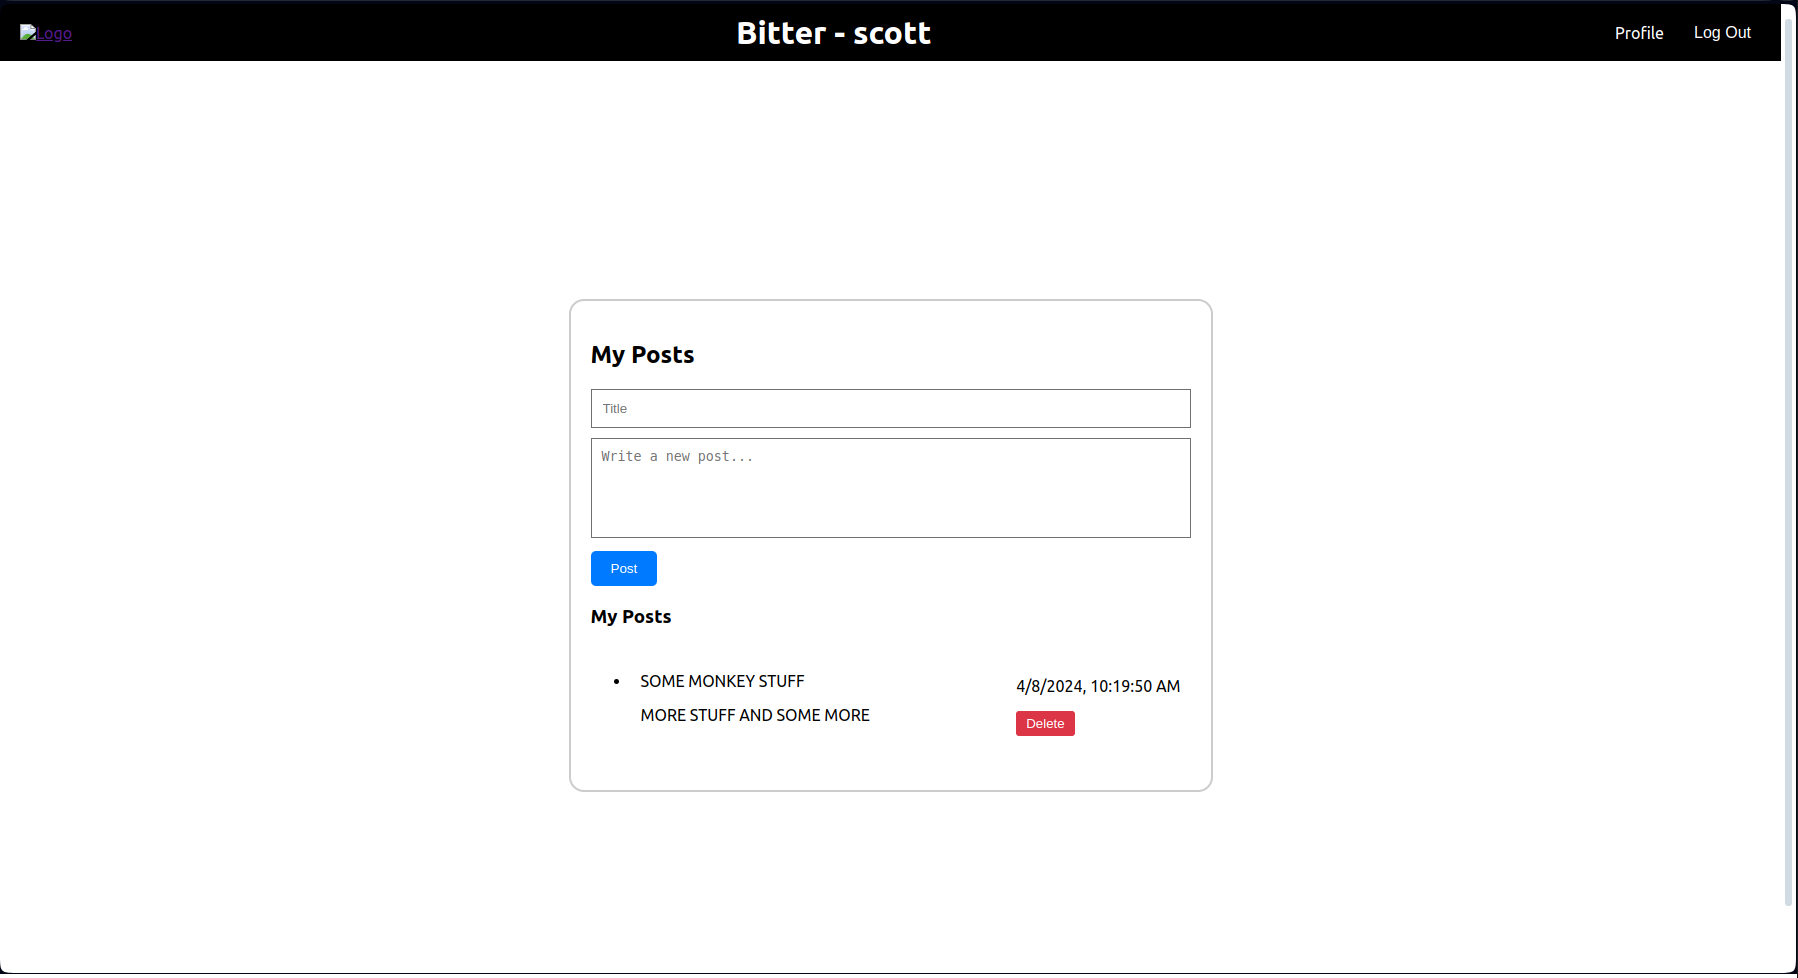 Logo
Bitter - scott
Profile
Log Out
My Posts
Title
Write a new post...
Post
My Posts
SOME MONKEY STUFF
4/8/2024, 10:19:50 AM
MORE STUFF AND SOME MORE
Delete